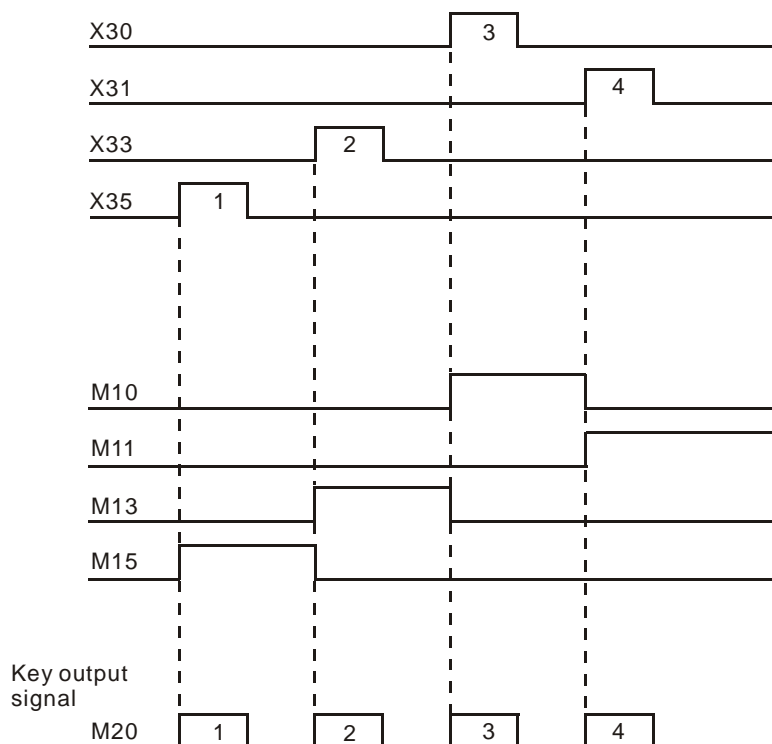 X30 3
X31 4
X33 2
X35 1
M10
M11
M13
M15
Key output
signal
M20 1 2 3 4